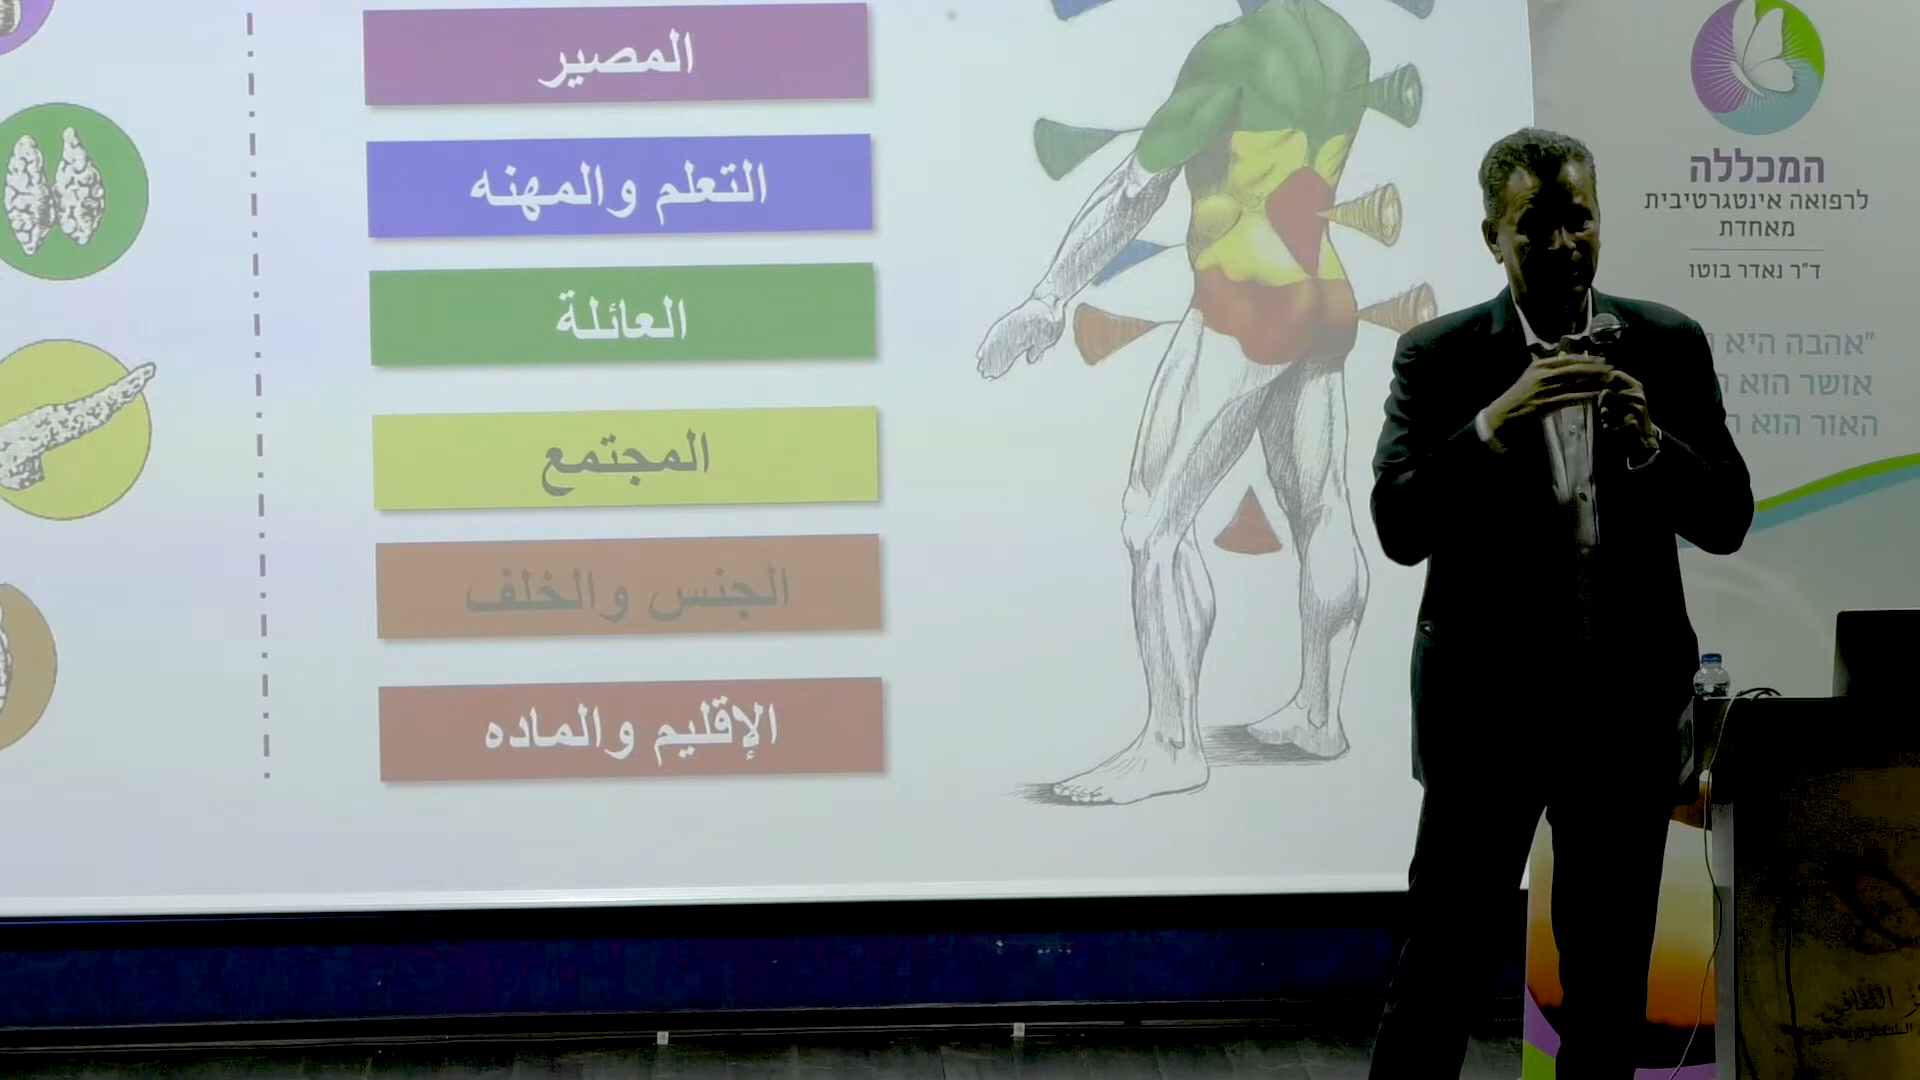 المصير
التعلم والمهنه
العائلة
المجتمع
الجنس والخلف
الإقليم والماده
המכללה
לרפואה אינטגרטיבית
מאחדת
ד"ר נאדר בוטו
"אהבה היא
אושר הוא
האור הוא
الثقافي